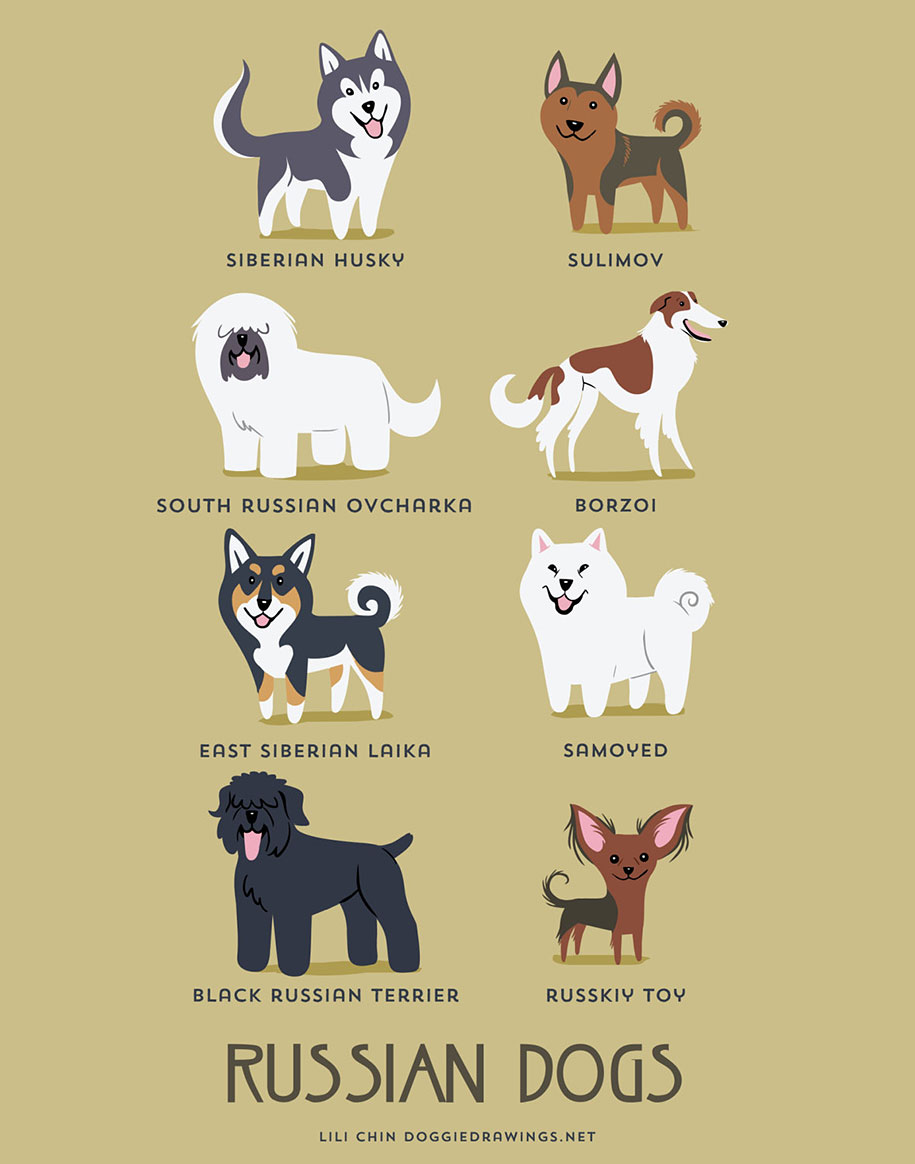 SIBERIAN HUSKY
SULIMOV
SOUTH RUSSIAN OVCHARKA
BORZOI
EAST SIBERIAN LAIKA
SAMOYED
BLACK RUSSIAN TERRIER
RUSSKIY TOY
RUSSIAN DOGS
LILI CHIN DOGGIEDRAWINGS.NET